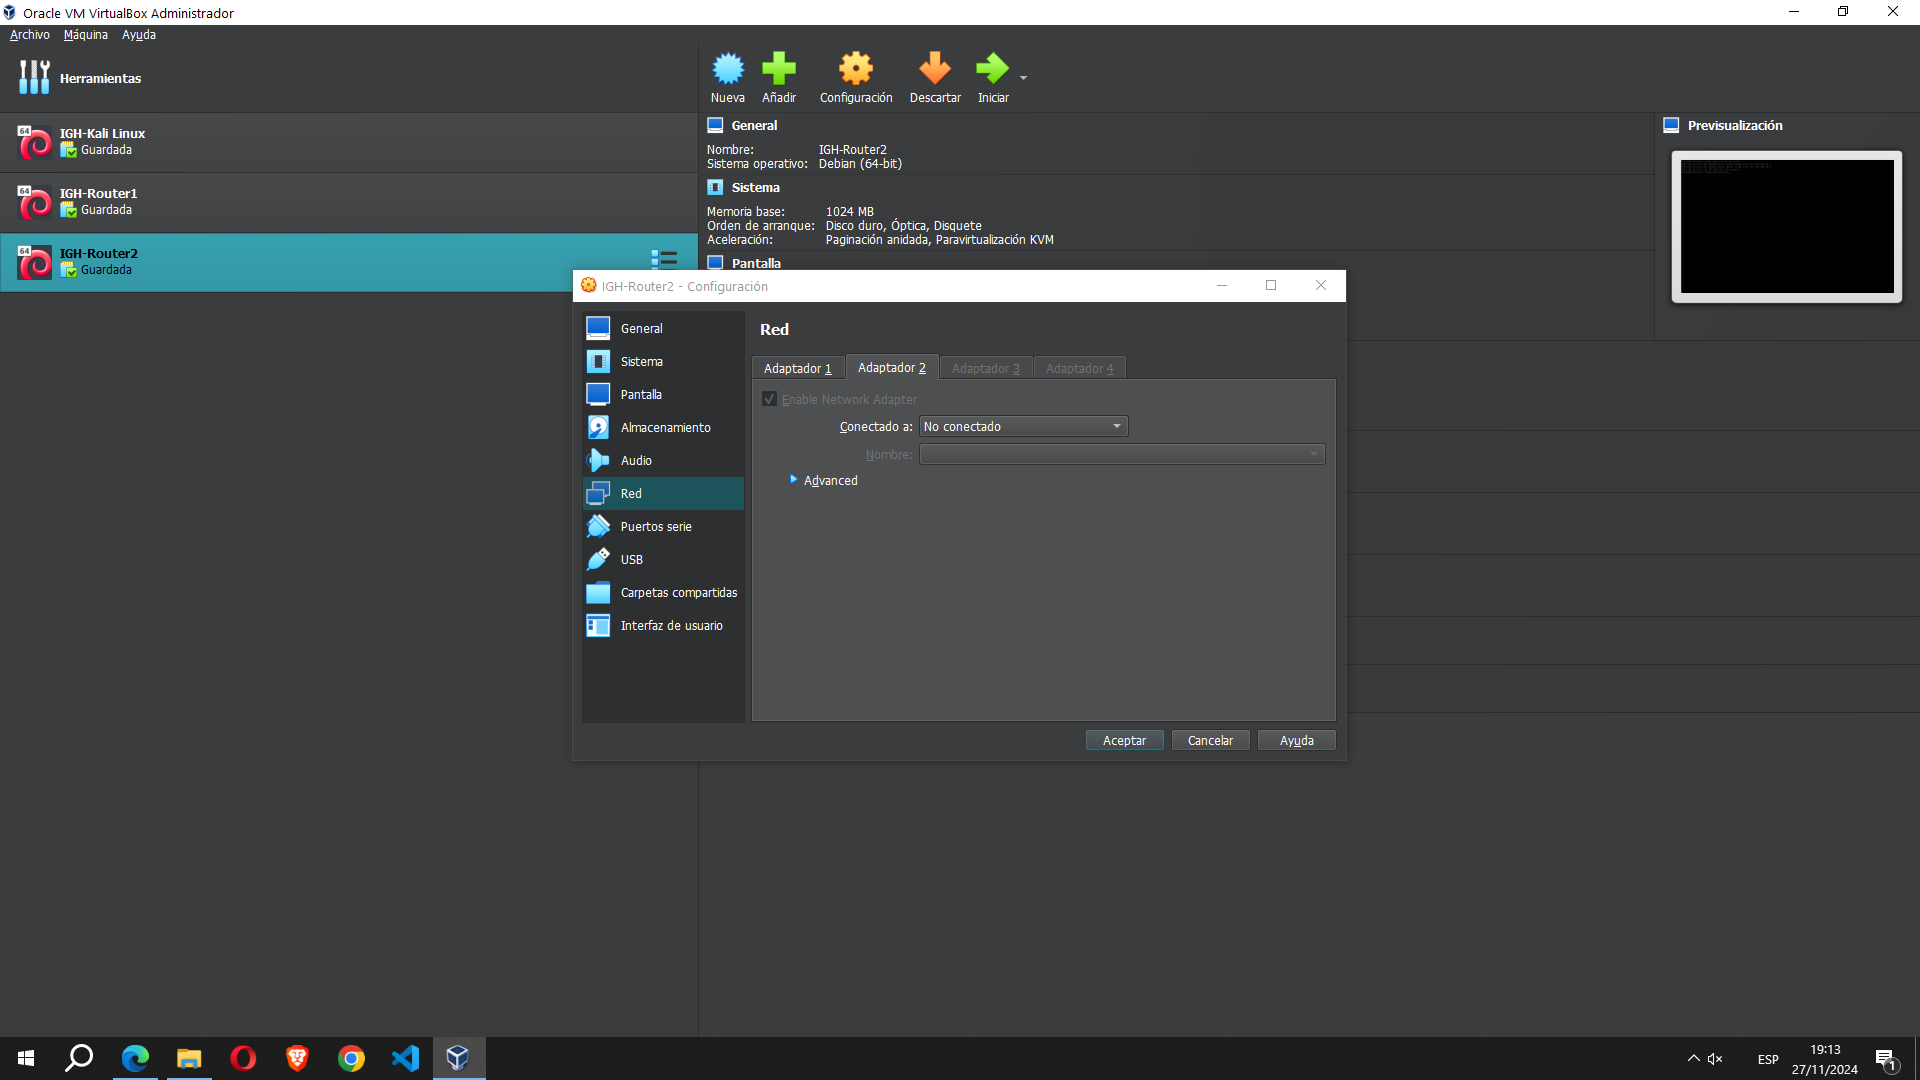 Oracle VM VirtualBox Administrador
Archivo Máquina Ayuda
Herramientas
Nueva Añadir Configuración Descartar Iniciar
64
IGH-Kali Linux
Guardada
64
IGH-Router1
Guardada
64
IGH-Router2
Guardada
General
Nombre: IGH-Router2
Sistema operativo: Debian (64-bit)
Sistema
Memoria base: 1024 MB
Orden de arranque: Disco duro, Óptica, Disquete
Aceleración: Paginación anidada, Paravirtualización KVM
Pantalla
Previsualización
IGH-Router2 - Configuración
General
Sistema
Pantalla
Almacenamiento
Audio
Red
Puertos serie
USB
Carpetas compartidas
Interfaz de usuario
Red
Adaptador 1 Adaptador 2 Adaptador 3 Adaptador 4
Enable Network Adapter
Conectado a: No conectado
Nombre:
Advanced
Aceptar Cancelar Ayuda
ESP
19:13
27/11/2024
1